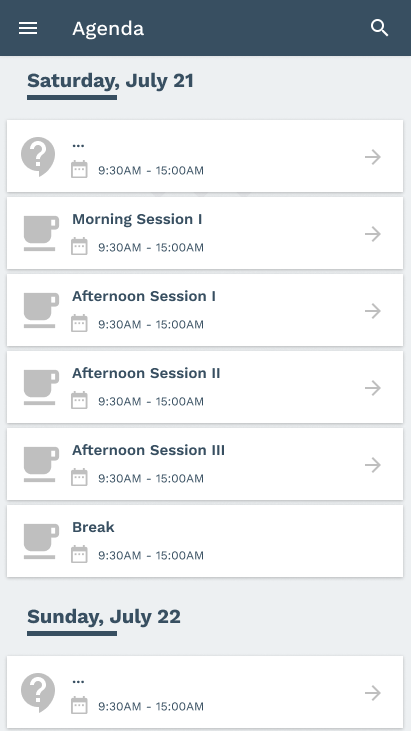 Agenda
Saturday, July 21
...
9:30AM - 15:00AM
Morning Session I
9:30AM - 15:00AM
Afternoon Session I
9:30AM - 15:00AM
Afternoon Session II
9:30AM - 15:00AM
Afternoon Session III
9:30AM - 15:00AM
Break
9:30AM - 15:00AM
Sunday, July 22
...
9:30AM - 15:00AM